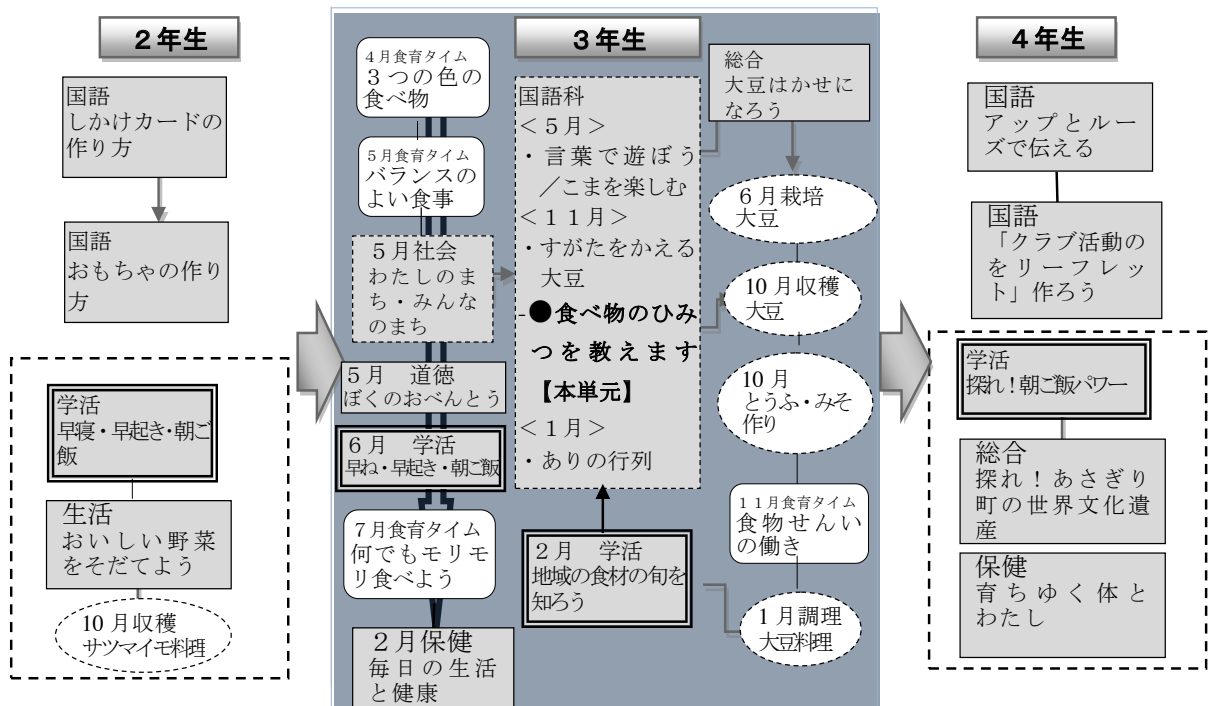 ２年生
国語
しかけカードの
作り方
国語
おもちゃの作り
方
学活
早寝・早起き・朝ご
飯
生活
おいしい野菜
をそだてよう
10月収穫
サツマイモ料理
３年生
４月食育タイム
３つの色の
食べ物
５月食育タイム
バランスの
よい食事
５月社会
わたしのま
ち・みんな
のまち
５月　道徳
ぼくのおべんとう
６月　学活
早ね・早起き・朝ご飯
７月食育タイム
何でもモリモ
リ食べよう
２月保健
毎日の生活
と健康
国語科
＜５月＞
・言葉で遊ぼう
／こまを楽しむ
＜１１月＞
・すがたをかえる
大豆
-●食べ物のひみ
つを教えます
【本単元】
＜１月＞
・ありの行列
２月　学活
地域の食材の旬を
知ろう
総合
大豆はかせに
なろう
６月栽培
大豆
10月収穫
大豆
10月
とうふ・みそ
作り
１１月食育タイム
食物せんい
の働き
１月調理
大豆料理
４年生
国語
アップとルー
ズで伝える
国語
「クラブ活動の
をリーフレッ
ト」作ろう
学活
探れ！朝ご飯パワー
総合
探れ！あさぎり
町の世界文化遺
産
保健
育ちゆく体と
わたし